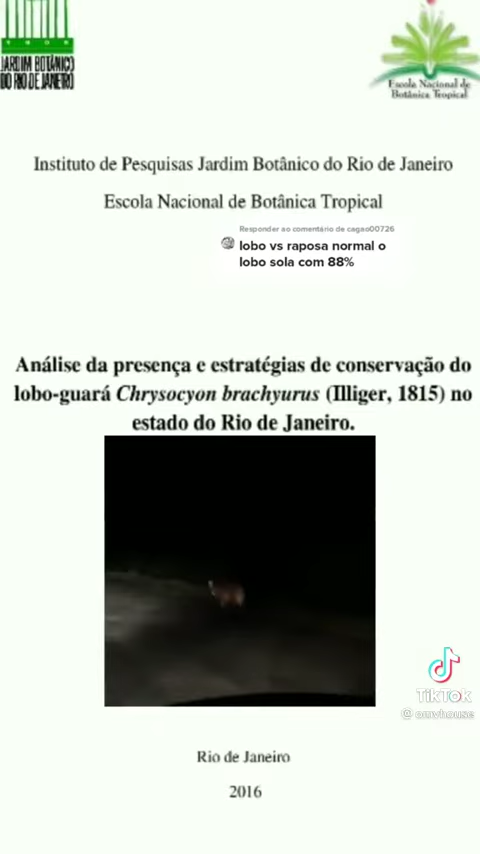 JARDIM BOTÂNICO
DO RIO DE JANEIRO
Escola Nacional de
Botânica Tropical
Instituto de Pesquisas Jardim Botânico do Rio de Janeiro
Escola Nacional de Botânica Tropical
Responder ao comentário de cagao00726
lobo vs raposa normal o
lobo sola com 88%
Análise da presença e estratégias de conservação do
lobo-guará Chrysocyon brachyurus (Illiger, 1815) no
estado do Rio de Janeiro.
TikTok
@omvhouse
Rio de Janeiro
2016